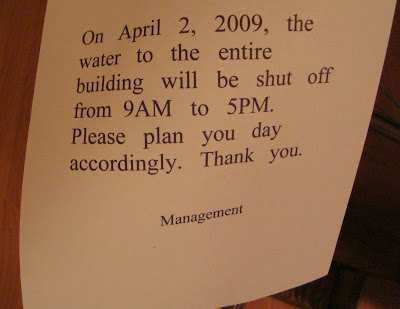 On April 2, 2009, the
water to the entire
building will be shut off
from 9AM to 5PM.
Please plan you day
accordingly. Thank you.
Management